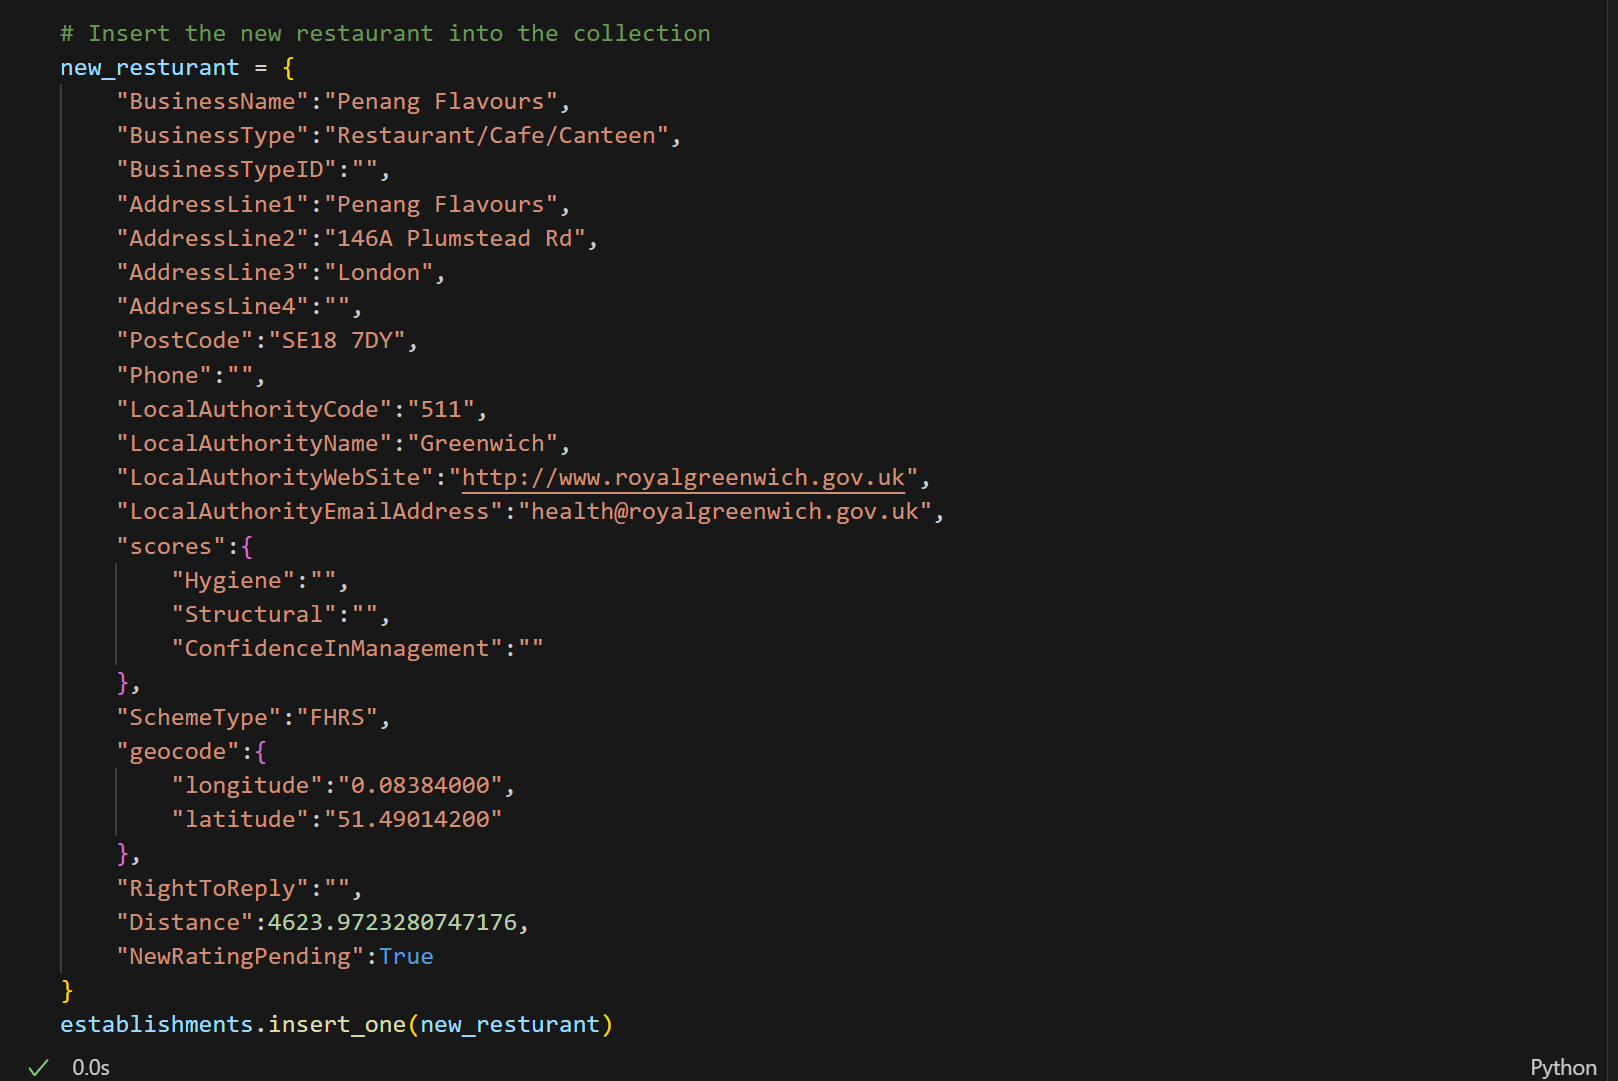 # Insert the new restaurant into the collection
new_resturant = {
    "BusinessName":"Penang Flavours",
    "BusinessType":"Restaurant/Cafe/Canteen",
    "BusinessTypeID":"",
    "AddressLine1":"Penang Flavours",
    "AddressLine2":"146A Plumstead Rd",
    "AddressLine3":"London",
    "AddressLine4":"",
    "PostCode":"SE18 7DY",
    "Phone":"",
    "LocalAuthorityCode":"511",
    "LocalAuthorityName":"Greenwich",
    "LocalAuthorityWebSite":"http://www.royalgreenwich.gov.uk",
    "LocalAuthorityEmailAddress":"health@royalgreenwich.gov.uk",
    "scores":{
        "Hygiene":"",
        "Structural":"",
        "ConfidenceInManagement":""
    },
    "SchemeType":"FHRS",
    "geocode":{
        "longitude":"0.08384000",
        "latitude":"51.49014200"
    },
    "RightToReply":"",
    "Distance":4623.9723280747176,
    "NewRatingPending":True
}
establishments.insert_one(new_resturant)
0.0s Python